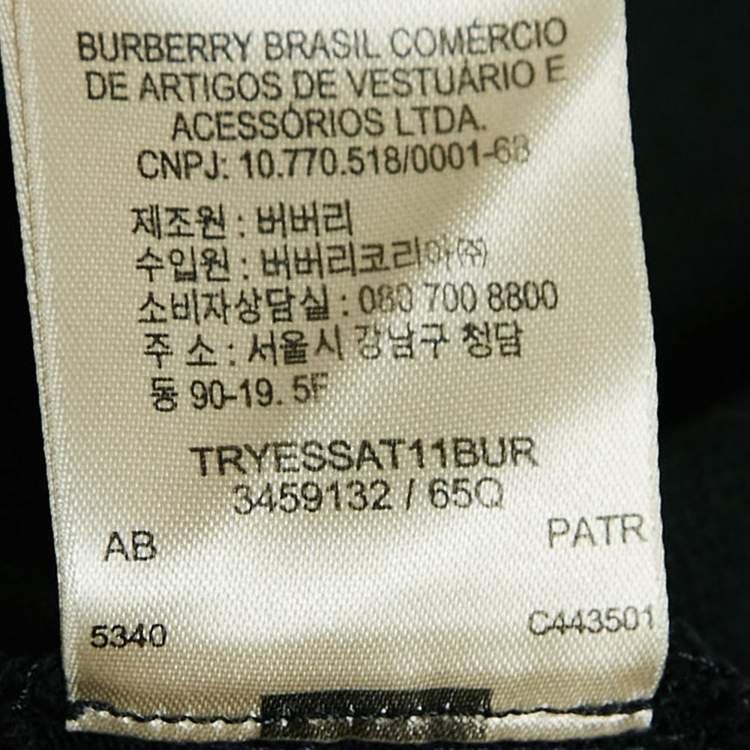 BURBERRY BRASIL COMÉRCIO
DE ARTIGOS DE VESTUÁRIO E
ACESSÓRIOS LTDA.
CNPJ: 10.770.518/0001-6B
제조원 : 버버리
수입원 : 버버리코리아㈜
소비자상담실 : 080 700 8800
주 소 : 서울시 강남구 청담
동 90-19. 5F
TRYESSAT11BUR
3459132 / 65Q
AB PATR
5340 C443501